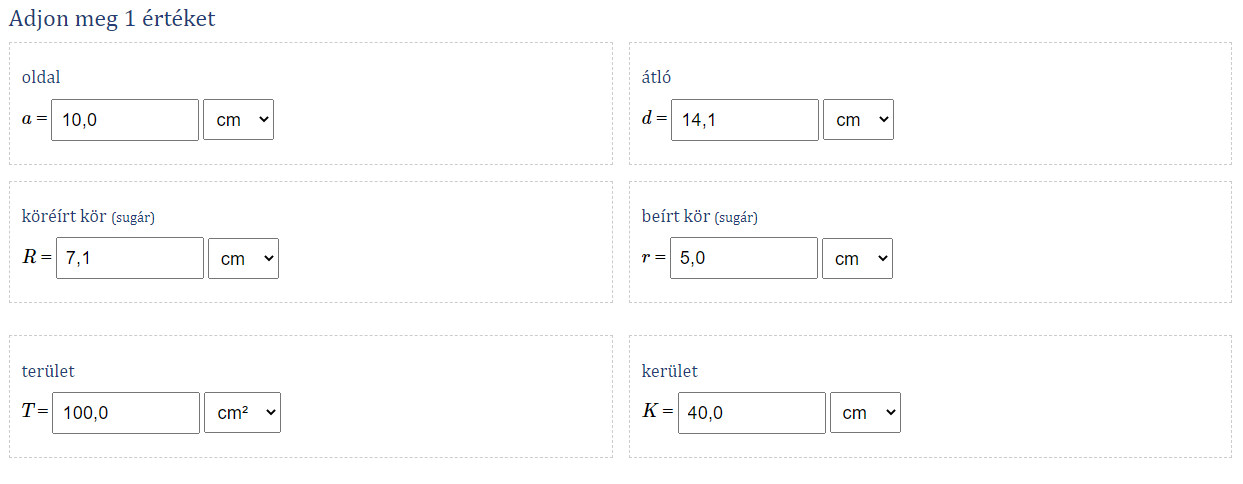 Adjon meg 1 értéket
oldal
a = 10,0 cm
átló
d = 14,1 cm
köréírt kör (sugár)
R = 7,1 cm
beírt kör (sugár)
r = 5,0 cm
terület
T = 100,0 cm²
kerület
K = 40,0 cm